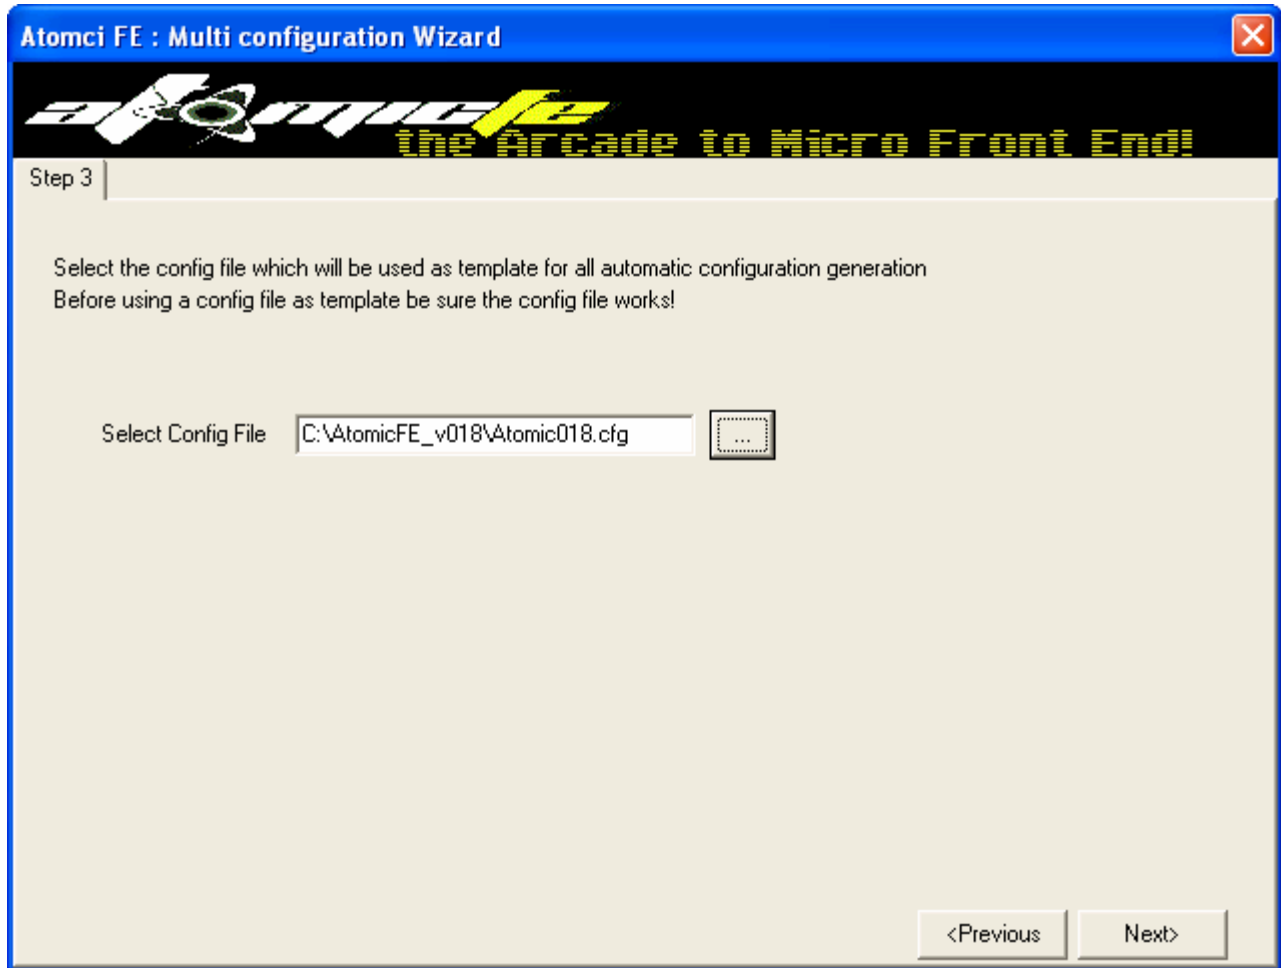 Atomci FE : Multi configuration Wizard
atomicfe
the Arcade to Micro Front End!
Step 3
Select the config file which will be used as template for all automatic configuration generation
Before using a config file as template be sure the config file works!
Select Config File C:\AtomicFE_v018\Atomic018.cfg ...
<Previous Next>